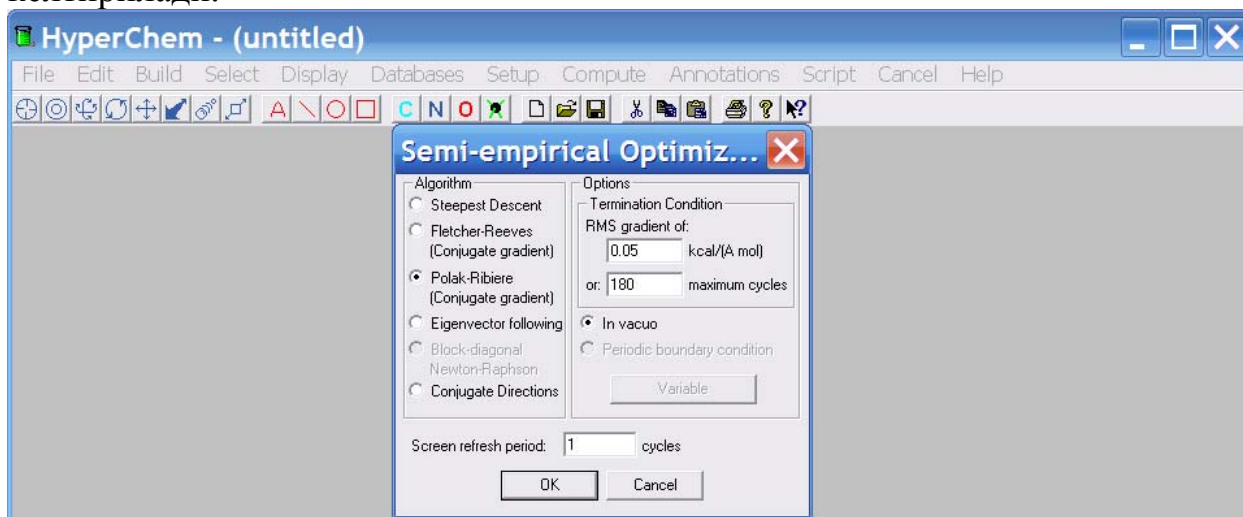 келтирилади.
HyperChem - (untitled)
File Edit Build Select Display Databases Setup Compute Annotations Script Cancel Help
A C N O ? ?
Semi-empirical Optimiz...
Algorithm
Steepest Descent
Fletcher-Reeves
(Conjugate gradient)
Polak-Ribiere
(Conjugate gradient)
Eigenvector following
Block-diagonal
Newton-Raphson
Conjugate Directions
Options
Termination Condition
RMS gradient of:
0.05 kcal/(A mol)
or: 180 maximum cycles
In vacuo
Periodic boundary condition
Variable
Screen refresh period: 1 cycles
OK Cancel